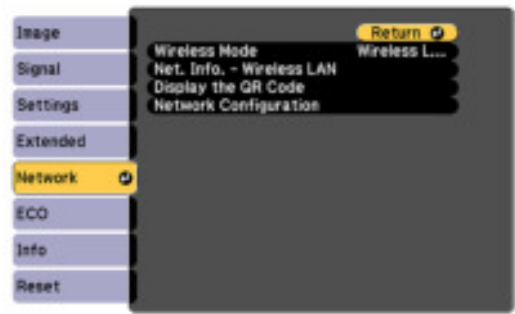 Image
Signal
Settings
Extended
Network
ECO
Info
Reset
Return
Wireless Mode Wireless L...
Net. Info. - Wireless LAN
Display the QR Code
Network Configuration